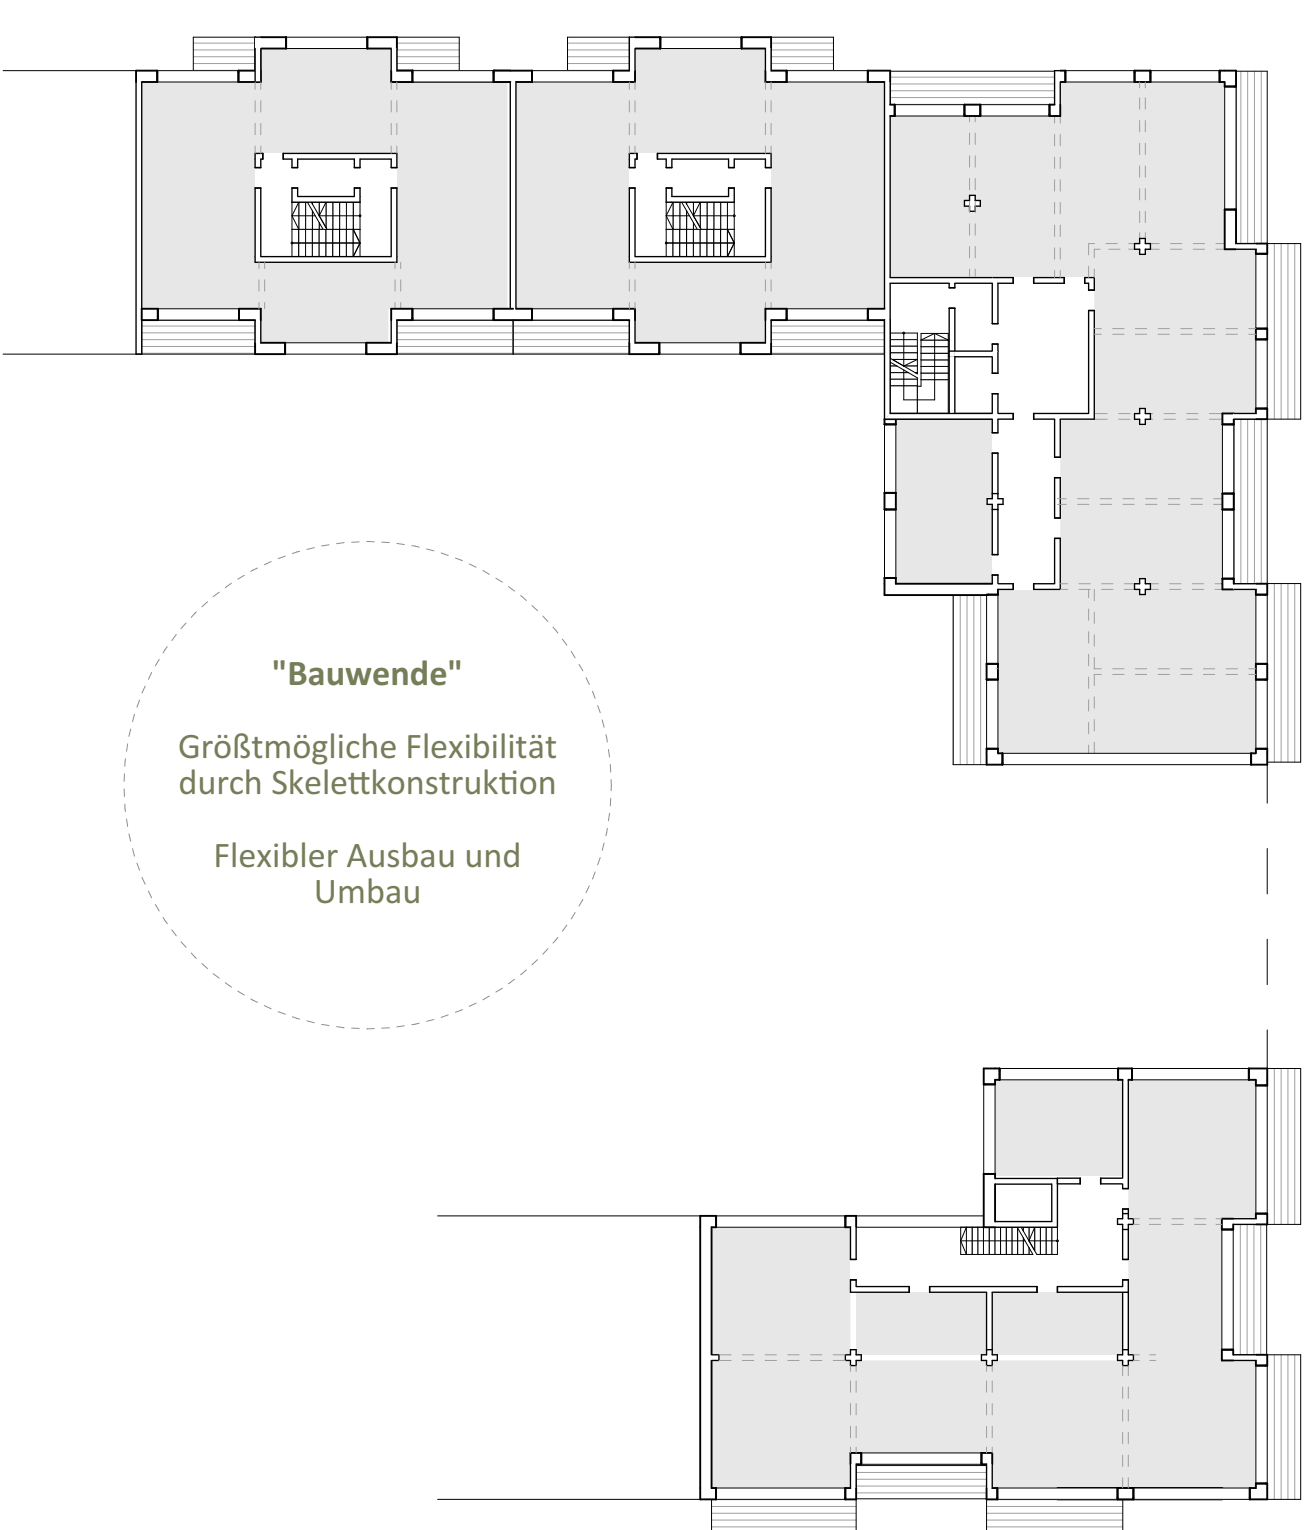 "Bauwende"
Größtmögliche Flexibilität
durch Skelettkonstruktion
Flexibler Ausbau und
Umbau